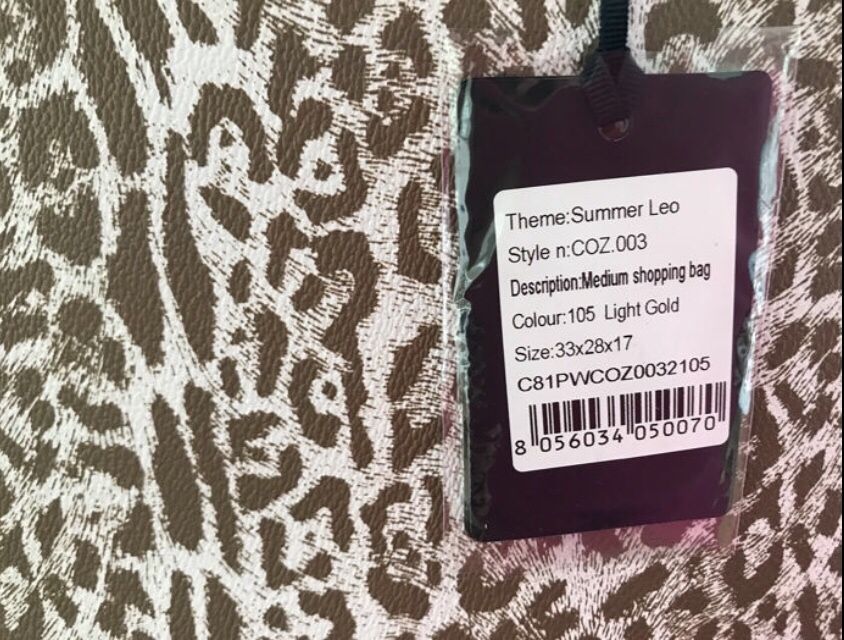 Theme:Summer Leo
Style n:COZ.003
Description:Medium shopping bag
Colour:105 Light Gold
Size:33x28x17
C81PWCOZ0032105
8 056034 050070